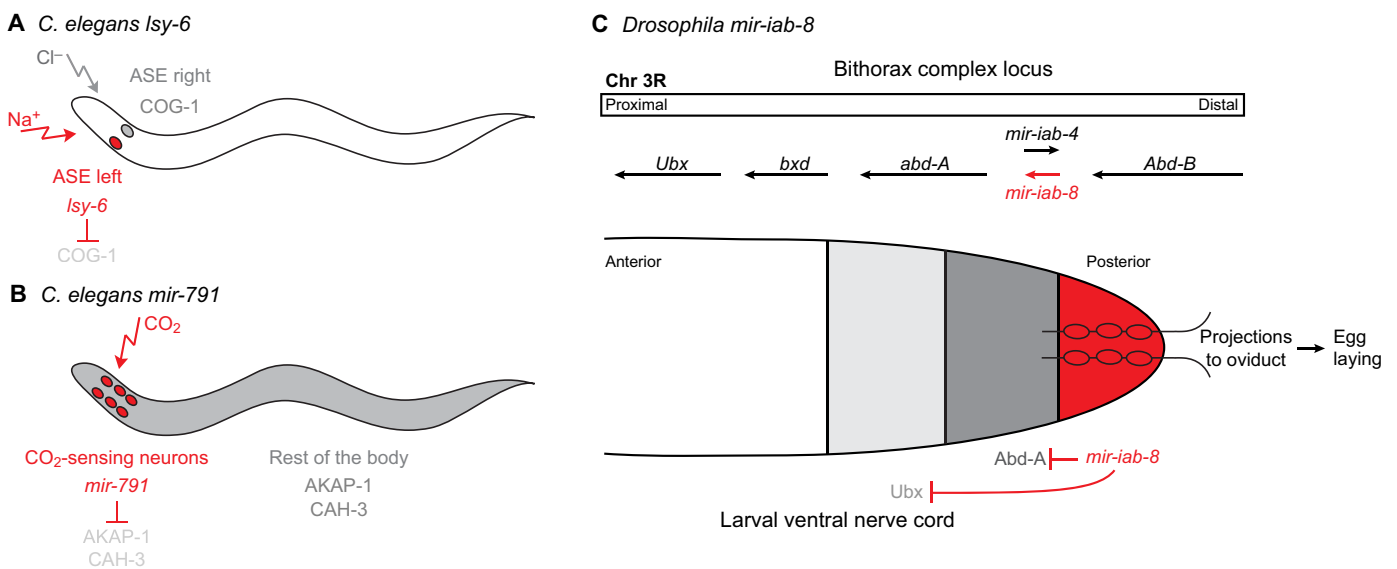 A C. elegans lsy-6
Cl⁻
ASE right
COG-1
Na⁺
ASE left
lsy-6
COG-1
B C. elegans mir-791
CO₂
CO₂-sensing neurons
mir-791
AKAP-1
CAH-3
Rest of the body
AKAP-1
CAH-3
C Drosophila mir-iab-8
Bithorax complex locus
Chr 3R
Proximal Distal
mir-iab-4
Ubx bxd abd-A Abd-B
mir-iab-8
Anterior Posterior
Projections
to oviduct
Egg
laying
Abd-A mir-iab-8
Ubx
Larval ventral nerve cord